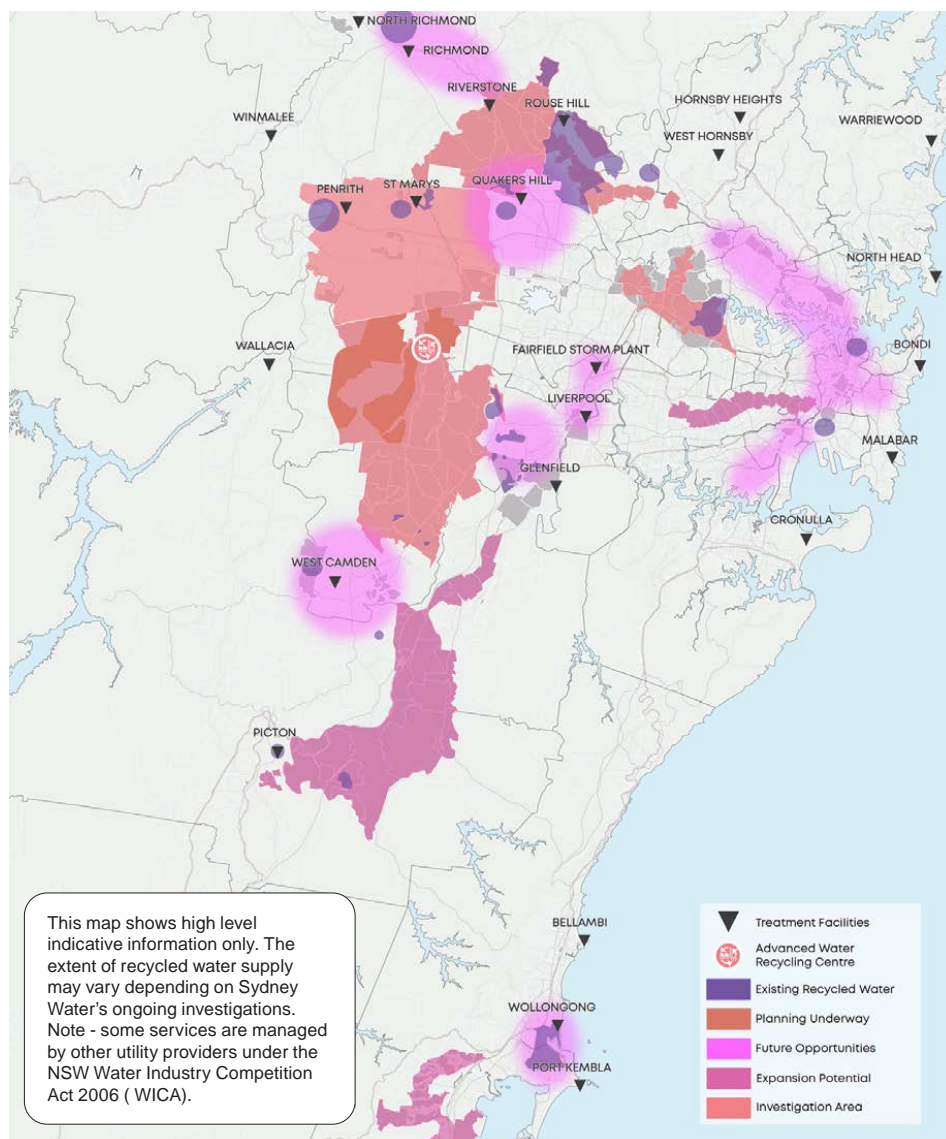 NORTH RICHMOND
RICHMOND
RIVERSTONE
ROUSE HILL
HORNSBY HEIGHTS
WINMALEE
WEST HORNSBY
WARRIEWOOD
PENRITH
ST MARYS
QUAKERS HILL
NORTH HEAD
WALLACIA
FAIRFIELD STORM PLANT
BONDI
LIVERPOOL
MALABAR
GLENFIELD
CRONULLA
WEST CAMDEN
PICTON
BELLAMBI
WOLLONGONG
PORT KEMBLA
This map shows high level
indicative information only. The
extent of recycled water supply
may vary depending on Sydney
Water's ongoing investigations.
Note - some services are managed
by other utility providers under the
NSW Water Industry Competition
Act 2006 ( WICA).
Treatment Facilities
Advanced Water
Recycling Centre
Existing Recycled Water
Planning Underway
Future Opportunities
Expansion Potential
Investigation Area